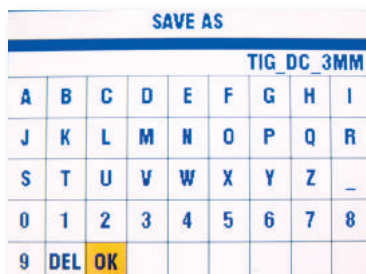 SAVE AS
TIG_DC_3MM
A B C D E F G H I
J K L M N O P Q R
S T U V W X Y Z _
0 1 2 3 4 5 6 7 8
9 DEL OK